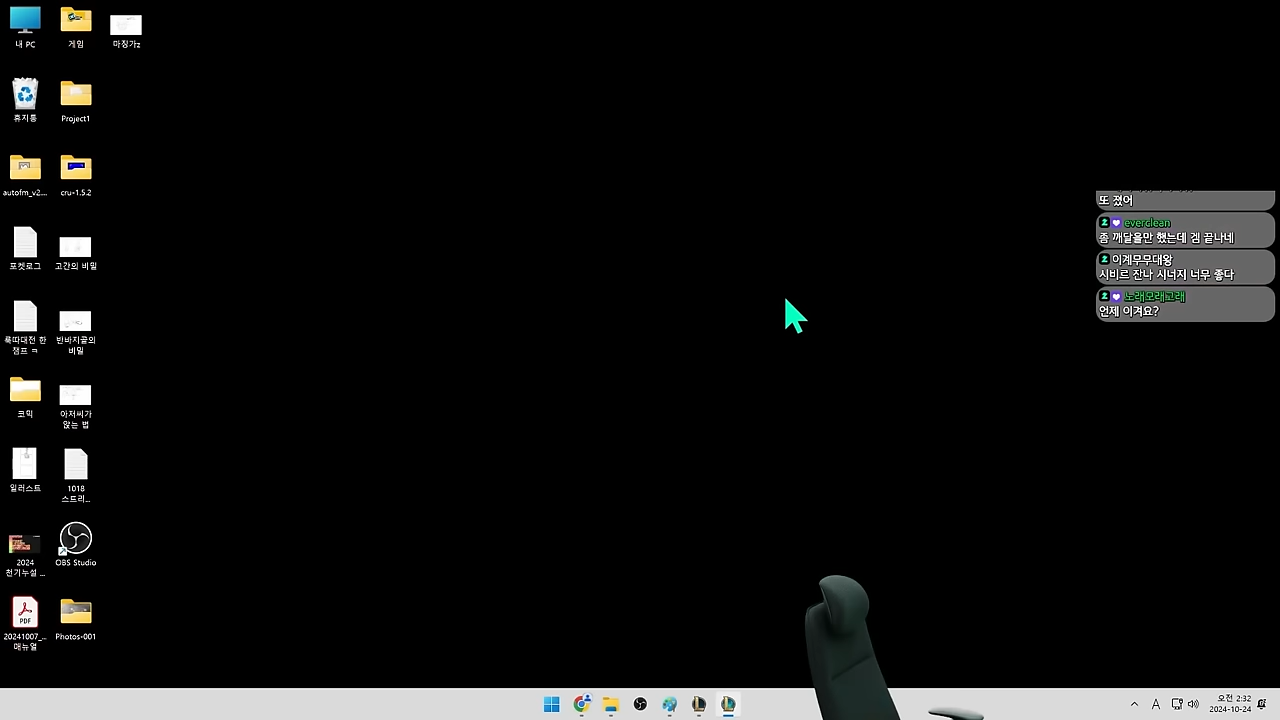 내 PC
게임
마징가z
휴지통
Project1
autofm_v2....
cru-1.5.2
포켓로그
고간의 비밀
룩따대전 한
점프 ㅋ
반바지골의
비밀
코믹
아저씨가
앉는 법
일러스트
1018
스트리...
2024
천기누설 ...
OBS Studio
PDF
20241007_...
매뉴얼
Photos-001
또 졌어
everclean
좀 깨달을만 했는데 겜 끝나네
이계무무대왕
시비르 잔나 시너지 너무 좋다
노래모래고래
언제 이겨요?
A
오전 2:32
2024-10-24